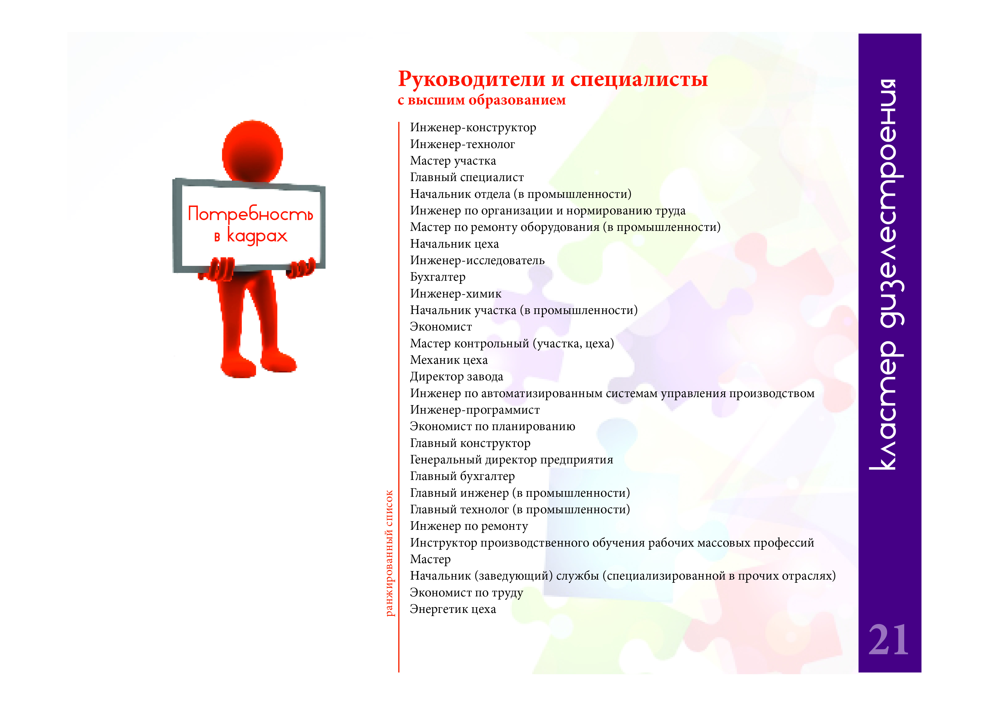 Потребность
в кадрах
Руководители и специалисты
с высшим образованием
ранжированный список
Инженер-конструктор
Инженер-технолог
Мастер участка
Главный специалист
Начальник отдела (в промышленности)
Инженер по организации и нормированию труда
Мастер по ремонту оборудования (в промышленности)
Начальник цеха
Инженер-исследователь
Бухгалтер
Инженер-химик
Начальник участка (в промышленности)
Экономист
Мастер контрольный (участка, цеха)
Механик цеха
Директор завода
Инженер по автоматизированным системам управления производством
Инженер-программист
Экономист по планированию
Главный конструктор
Генеральный директор предприятия
Главный бухгалтер
Главный инженер (в промышленности)
Главный технолог (в промышленности)
Инженер по ремонту
Инструктор производственного обучения рабочих массовых профессий
Мастер
Начальник (заведующий) службы (специализированной в прочих отраслях)
Экономист по труду
Энергетик цеха
кластер дизелестроения
21